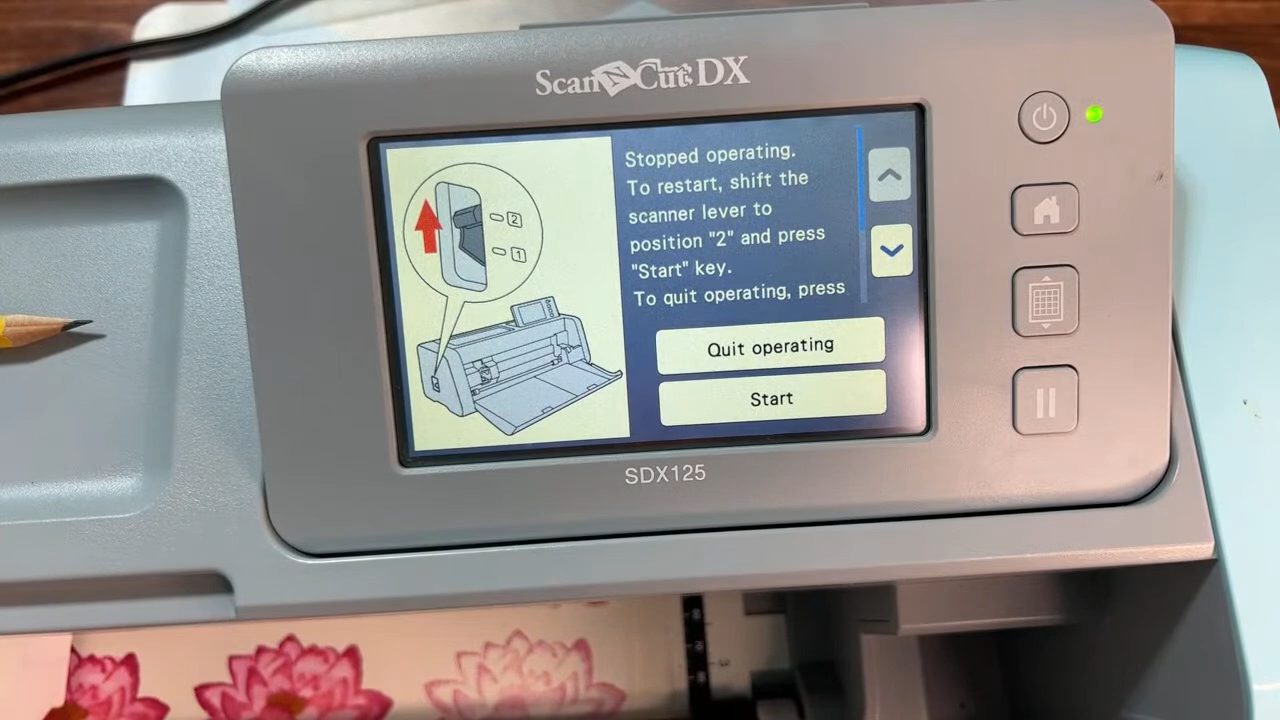 ScanNCut DX
Stopped operating.
To restart, shift the
scanner lever to
position "2" and press
"Start" key.
To quit operating, press
2
1
Quit operating
Start
SDX125